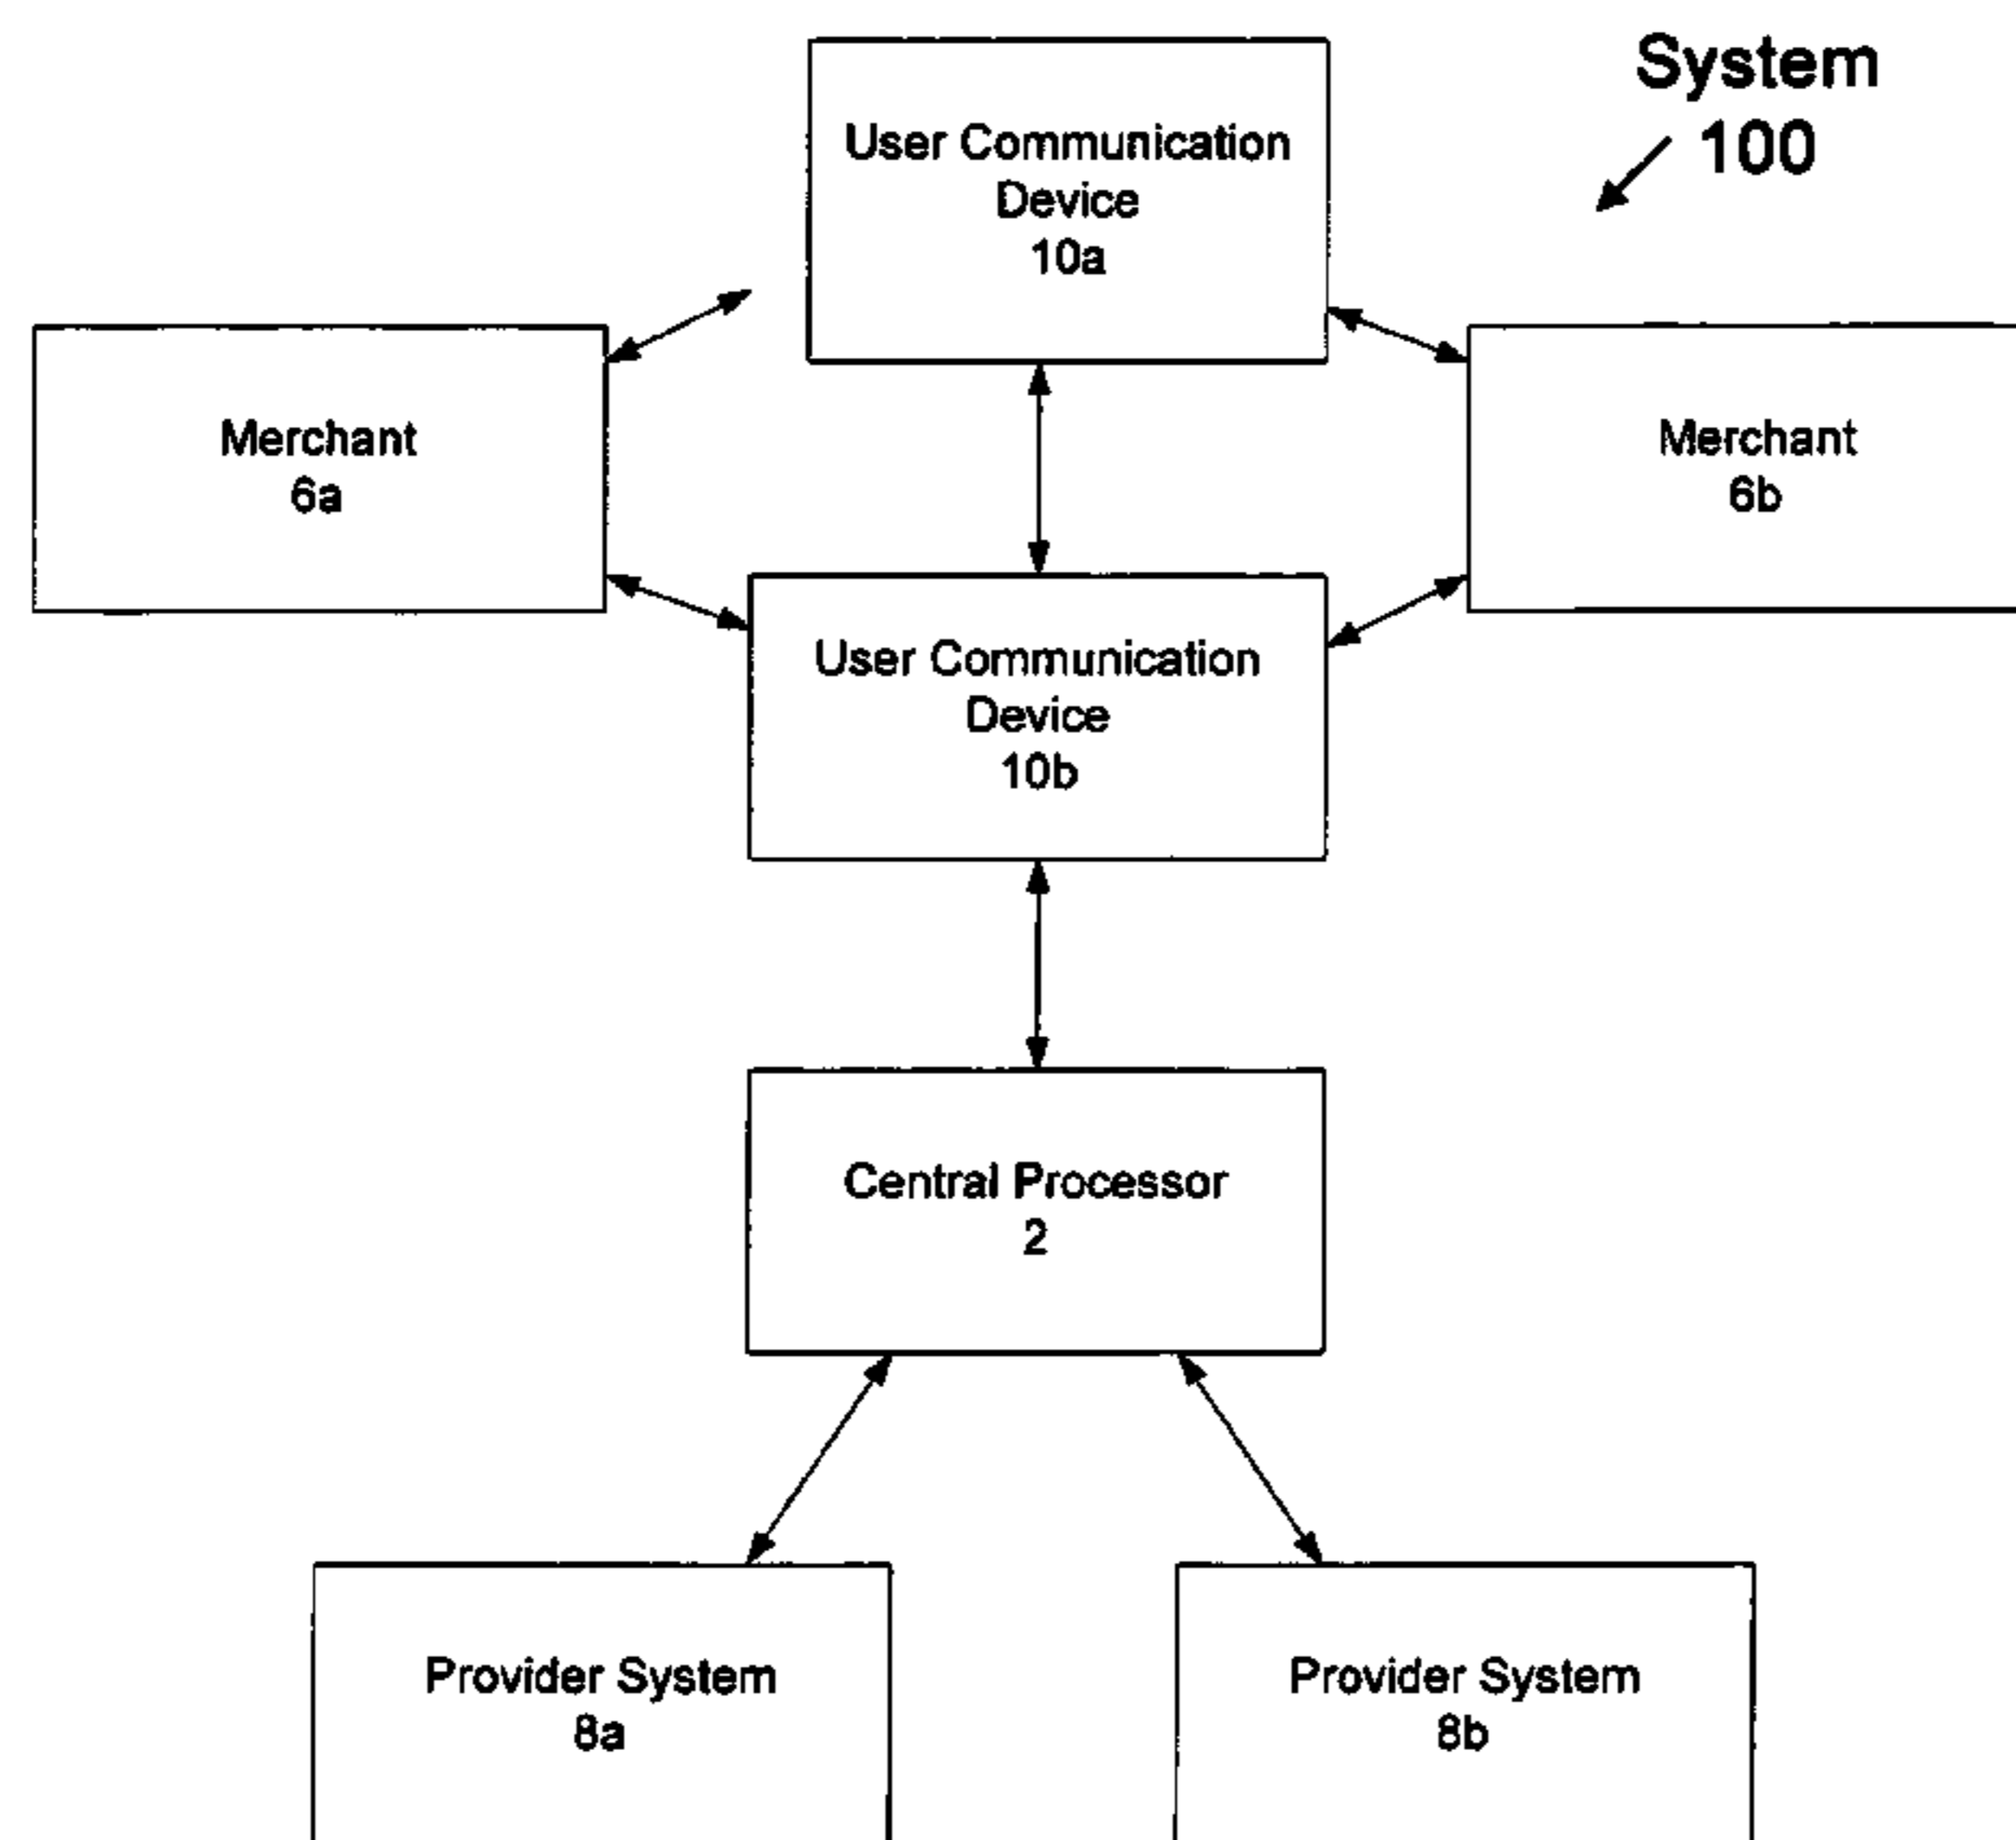 System
100
User Communication
Device
10a
Merchant
6a
Merchant
6b
User Communication
Device
10b
Central Processor
2
Provider System
8a
Provider System
8b